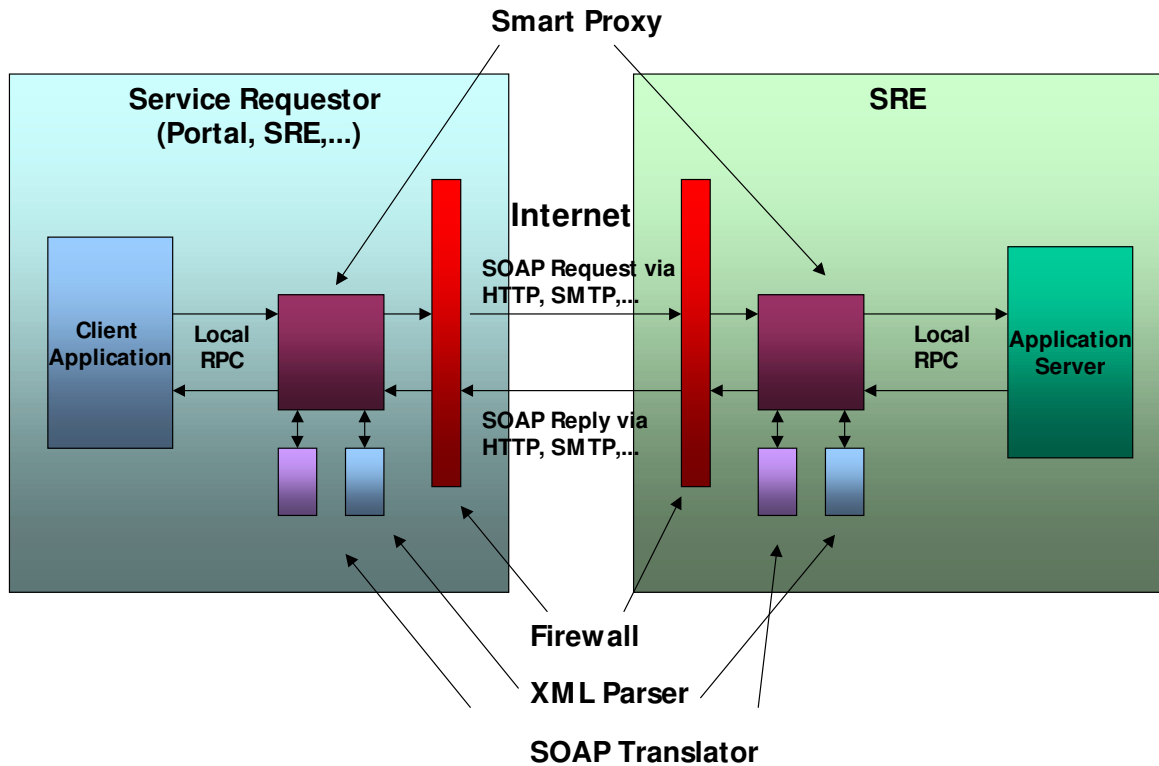 Smart Proxy
Service Requestor
(Portal, SRE,...)
SRE
Internet
SOAP Request via
HTTP, SMTP,...
Client
Application
Local
RPC
Local
RPC
Application
Server
SOAP Reply via
HTTP, SMTP,...
Firewall
XML Parser
SOAP Translator